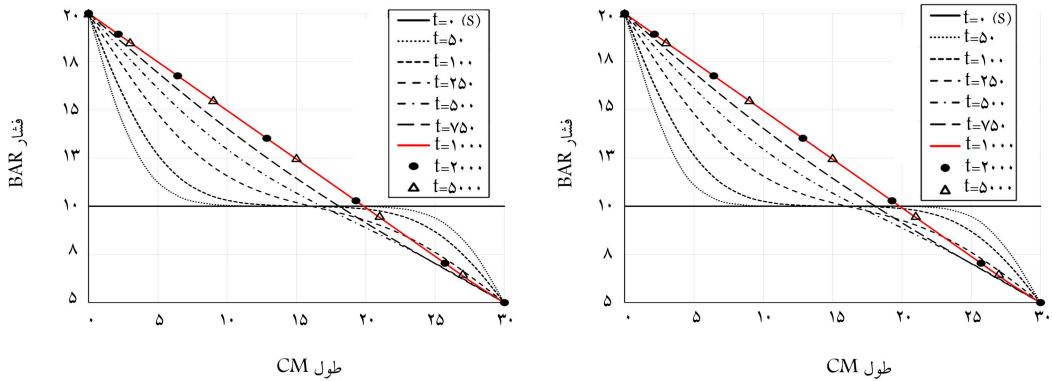 ۲۰
۱۸
۱۵
۱۳
۱۰
۸
۵
فشار BAR
۰
۵
۱۰
۱۵
۲۰
۲۵
۳۰
طول CM
t=۰ (S)
t=۵۰
t=۱۰۰
t=۲۵۰
t=۵۰۰
t=۷۵۰
t=۱۰۰۰
t=۲۰۰۰
t=۵۰۰۰
۲۰
۱۸
۱۵
۱۳
۱۰
۸
۵
فشار BAR
۰
۵
۱۰
۱۵
۲۰
۲۵
۳۰
طول CM
t=۰ (S)
t=۵۰
t=۱۰۰
t=۲۵۰
t=۵۰۰
t=۷۵۰
t=۱۰۰۰
t=۲۰۰۰
t=۵۰۰۰